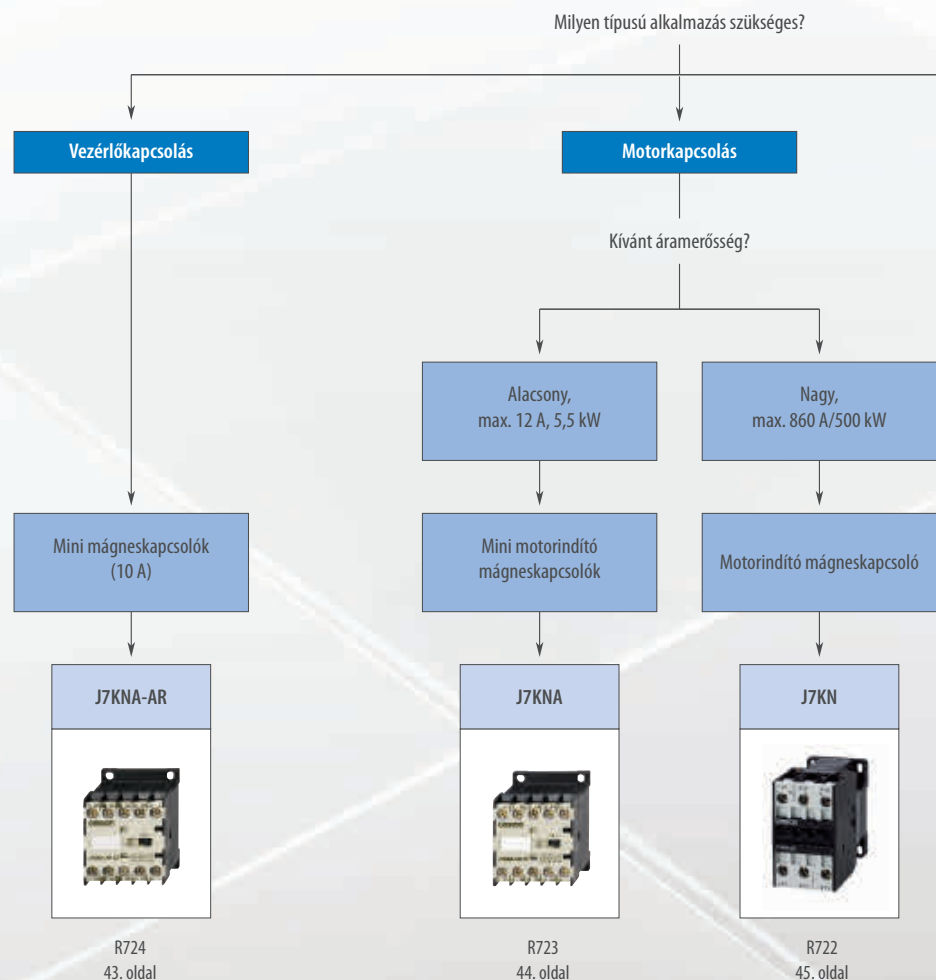 Milyen típusú alkalmazás szükséges?
Vezérlőkapcsolás
Motorkapcsolás
Kívánt áramerősség?
Alacsony,
max. 12 A, 5,5 kW
Nagy,
max. 860 A/500 kW
Mini mágneskapcsolók
(10 A)
Mini motorindító
mágneskapcsolók
Motorindító mágneskapcsoló
J7KNA-AR
J7KNA
J7KN
R724
43. oldal
R723
44. oldal
R722
45. oldal